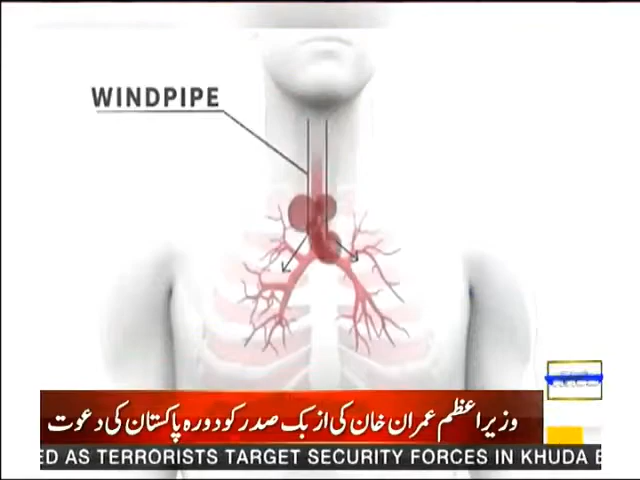 WINDPIPE
وزیراعظم عمران خان کی ازبک صدر کو دورہ پاکستان کی دعوت
AS TERRORISTS TARGET SECURITY FORCES IN KHUDA